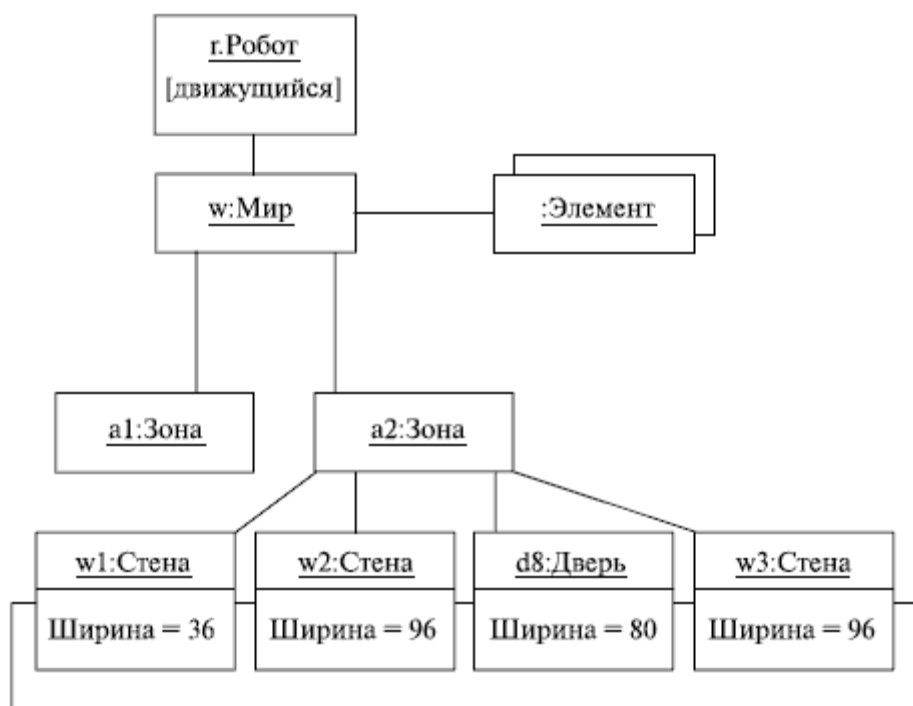 r.Робот
[движущийся]
w:Мир
:Элемент
a1:Зона
a2:Зона
w1:Стена
w2:Стена
d8:Дверь
w3:Стена
Ширина = 36
Ширина = 96
Ширина = 80
Ширина = 96